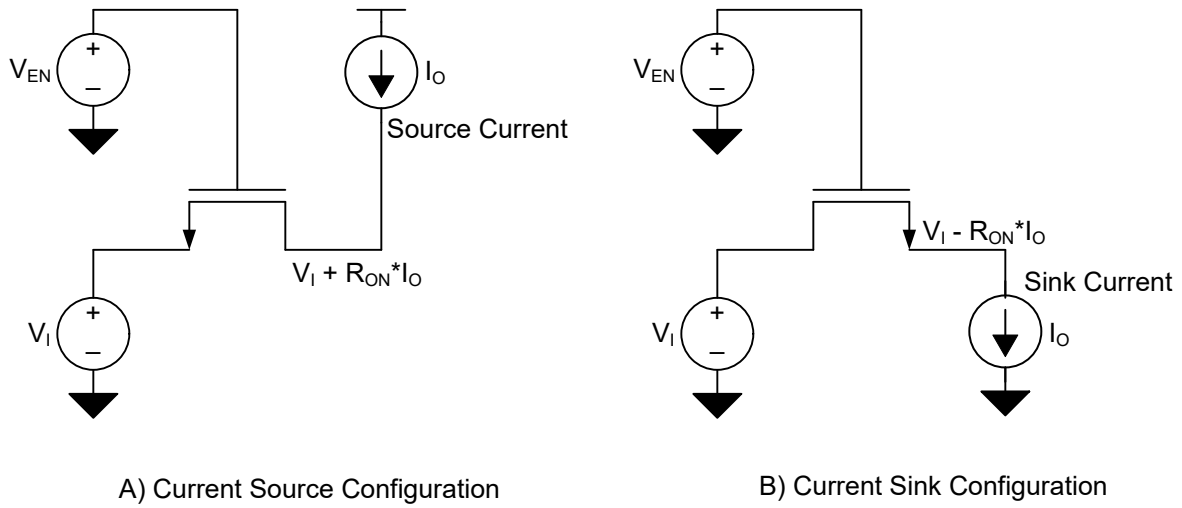 V_EN
+
–
I_O
Source Current
V_I + R_ON*I_O
V_I
+
–
A) Current Source Configuration
V_EN
+
–
V_I - R_ON*I_O
Sink Current
V_I
+
–
I_O
B) Current Sink Configuration